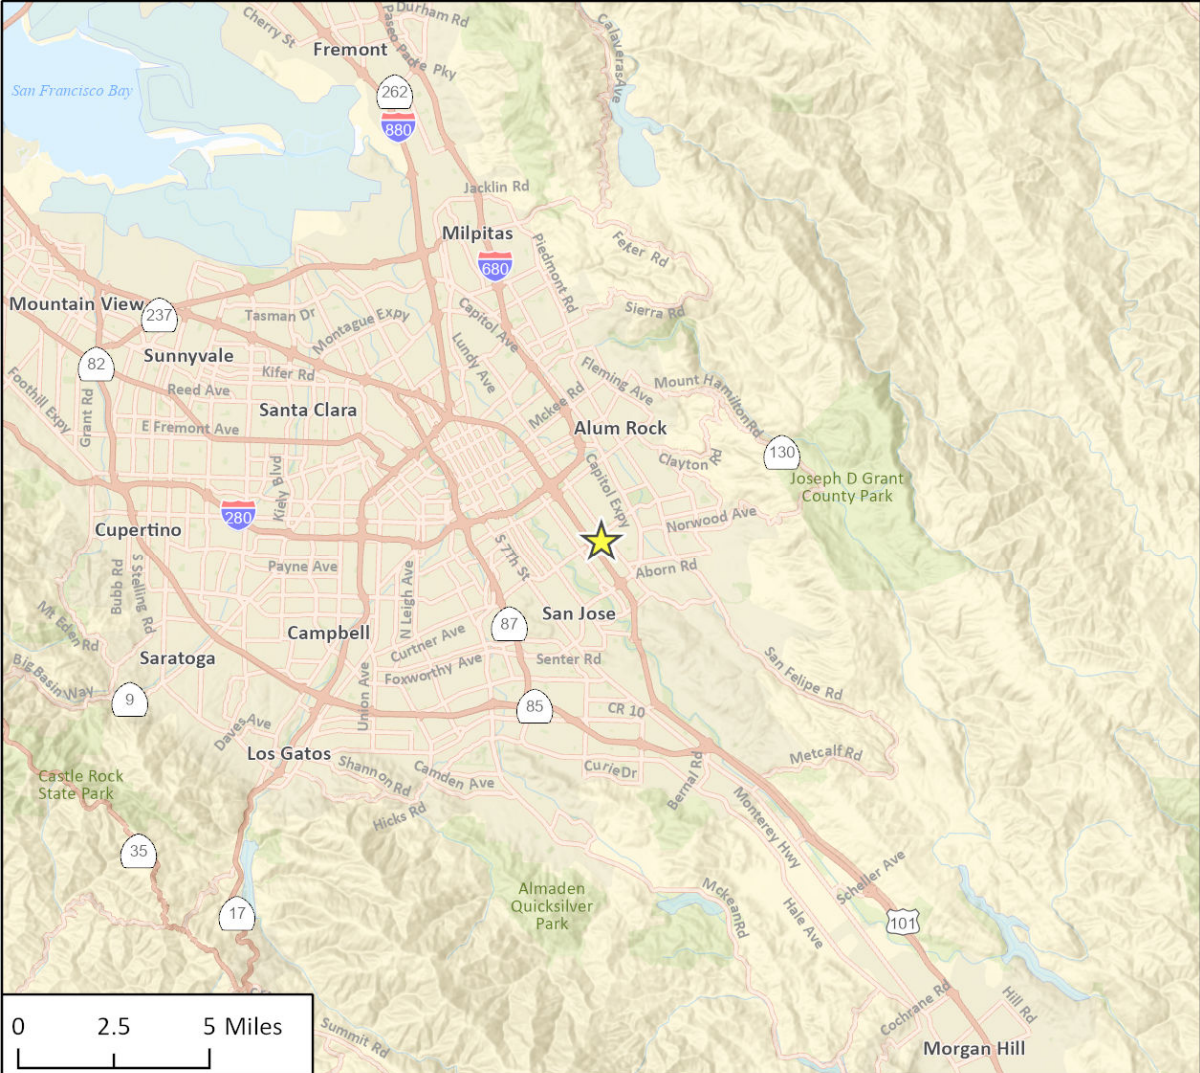 Durham Rd
Cherry St
Paseo Padre Pky
Calaveras Ave
Fremont
262
San Francisco Bay
880
Jacklin Rd
Milpitas
Piedmont Rd
Felter Rd
680
Mountain View
237
Tasman Dr
Montague Expy
Capitol Ave
Sierra Rd
Sunnyvale
82
Kifer Rd
Lundy Ave
Fleming Ave
Mount Hamilton Rd
Foothill Expy
Grant Rd
Reed Ave
Santa Clara
Mckee Rd
E Fremont Ave
Alum Rock
Clayton Rd
130
Joseph D Grant
County Park
Kiely Blvd
Capitol Expy
280
Norwood Ave
Cupertino
S 7th St
Bubb Rd
S Stelling Rd
Payne Ave
N Leigh Ave
Aborn Rd
Mt Eden Rd
San Jose
87
Campbell
Curtner Ave
Saratoga
Foxworthy Ave
Senter Rd
San Felipe Rd
Big Basin Way
9
Union Ave
85
CR 10
Daves Ave
Los Gatos
Metcalf Rd
Shannon Rd
Camden Ave
Curie Dr
Bernal Rd
Castle Rock
State Park
Hicks Rd
Monterey Hwy
35
Scheller Ave
Almaden
Quicksilver
Park
Mckean Rd
Hale Ave
17
101
Cochrane Rd
Hill Rd
Summit Rd
Morgan Hill
0 2.5 5 Miles